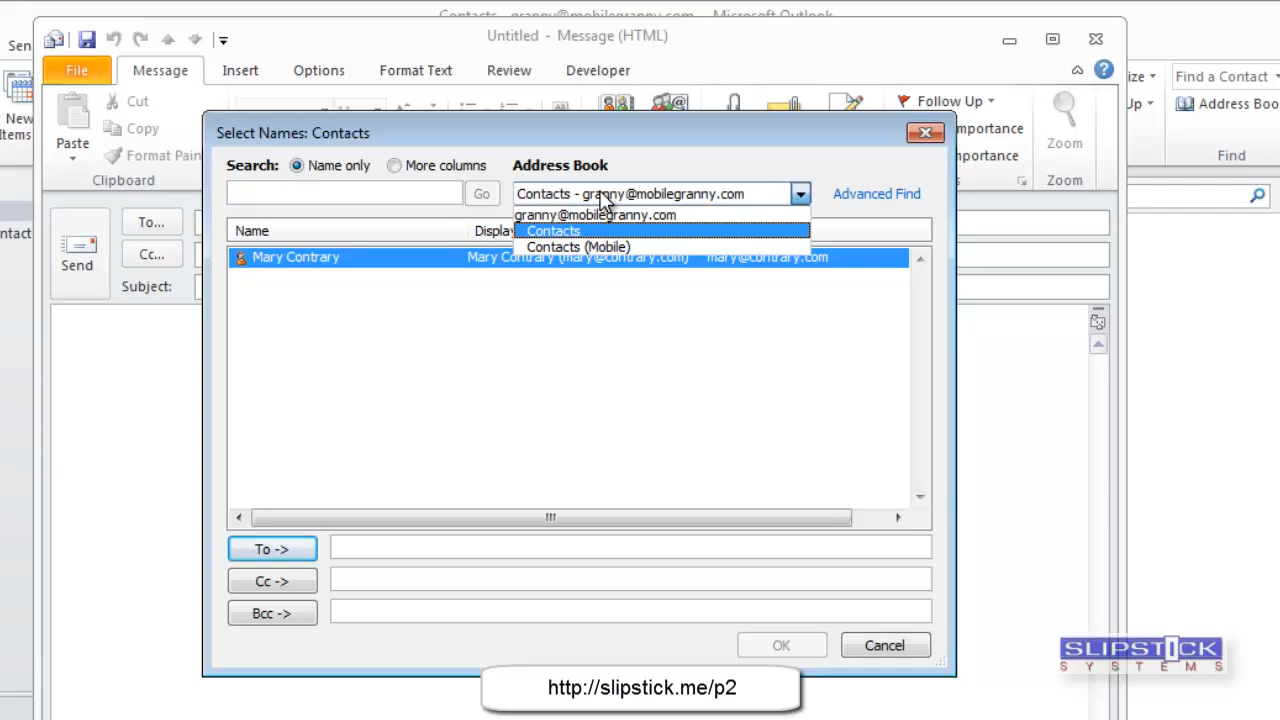 Contacts - granny@mobilegranny.com - Microsoft Outlook
Untitled - Message (HTML)
File
Message
Insert
Options
Format Text
Review
Developer
Find a Contact
Address Boo
Find
New
Items
Paste
Cut
Copy
Format Pain
Clipboard
Follow Up
mportance
mportance
Zoom
Zoom
Select Names: Contacts
Search:
Name only
More columns
Address Book
Go
Contacts - granny@mobilegranny.com
Advanced Find
granny@mobilegranny.com
Contacts
Contacts (Mobile)
Name
Display
Mary Contrary
Mary Contrary (mary@contrary.com)
mary@contrary.com
Send
To...
Cc...
Subject:
ntact
To ->
Cc ->
Bcc ->
OK
Cancel
SLIPSTICK
SYSTEMS
http://slipstick.me/p2